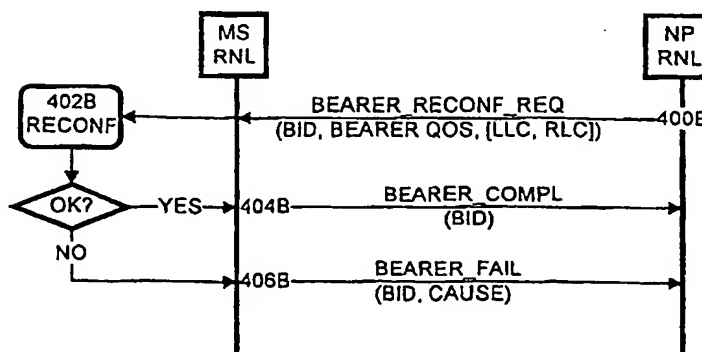 MS
RNL
NP
RNL
402B
RECONF
BEARER_RECONF_REQ
(BID, BEARER QOS, [LLC, RLC])
400B
OK?
YES
404B
BEARER_COMPL
(BID)
NO
406B
BEARER_FAIL
(BID, CAUSE)